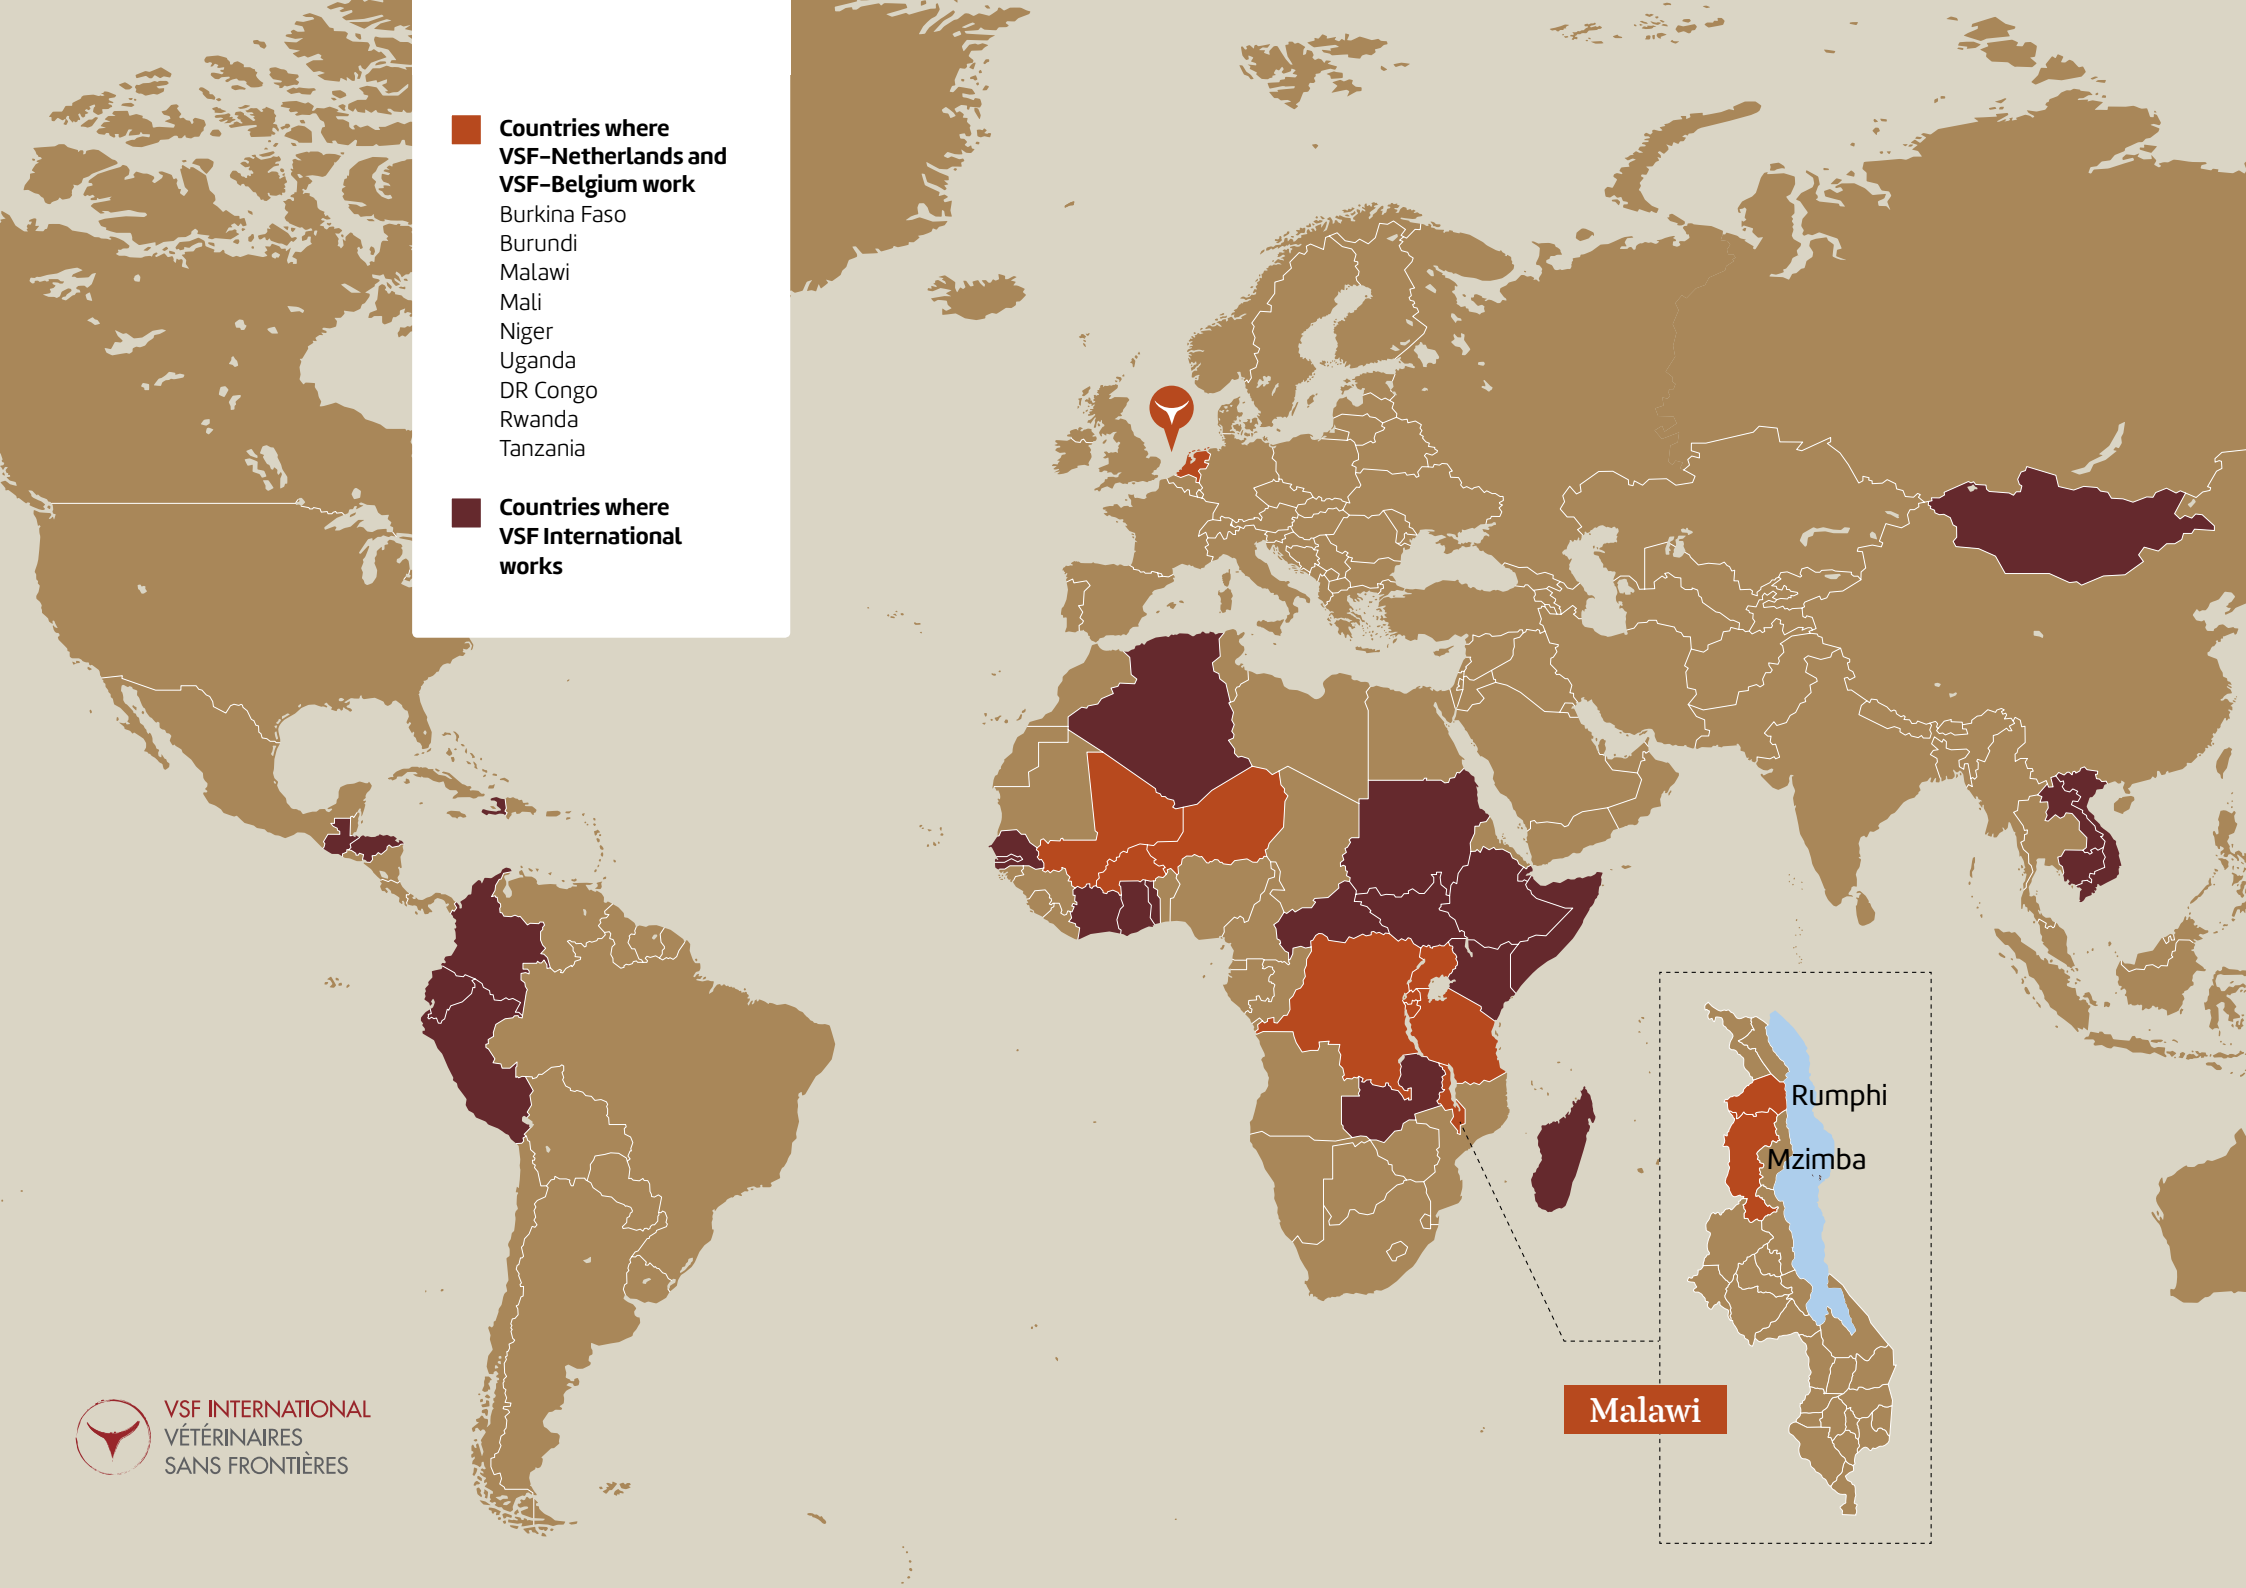 Countries where
VSF-Netherlands and
VSF-Belgium work
Burkina Faso
Burundi
Malawi
Mali
Niger
Uganda
DR Congo
Rwanda
Tanzania
Countries where
VSF International
works
Rumphi
Mzimba
Malawi
VSF INTERNATIONAL
VÉTÉRINAIRES
SANS FRONTIÈRES